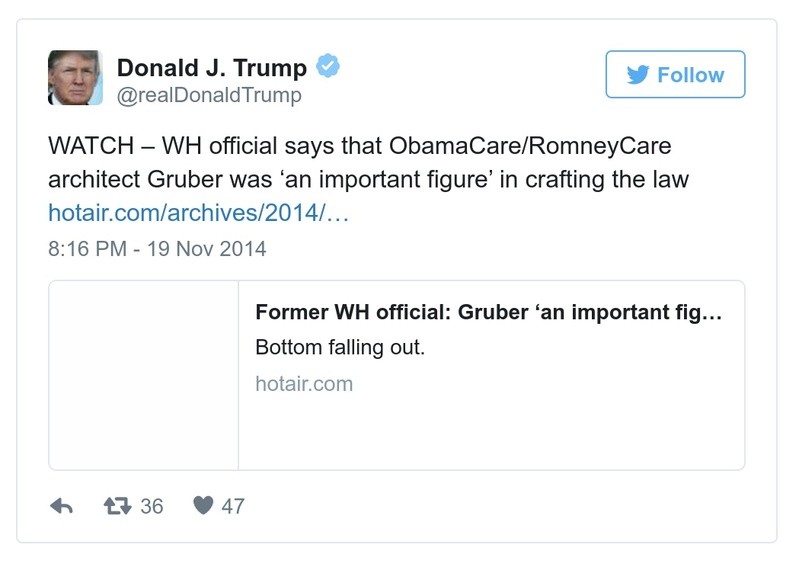 Donald J. Trump
@realDonaldTrump
Follow
WATCH – WH official says that ObamaCare/RomneyCare
architect Gruber was ‘an important figure’ in crafting the law
hotair.com/archives/2014/…
8:16 PM - 19 Nov 2014
Former WH official: Gruber ‘an important fig…
Bottom falling out.
hotair.com
36
47